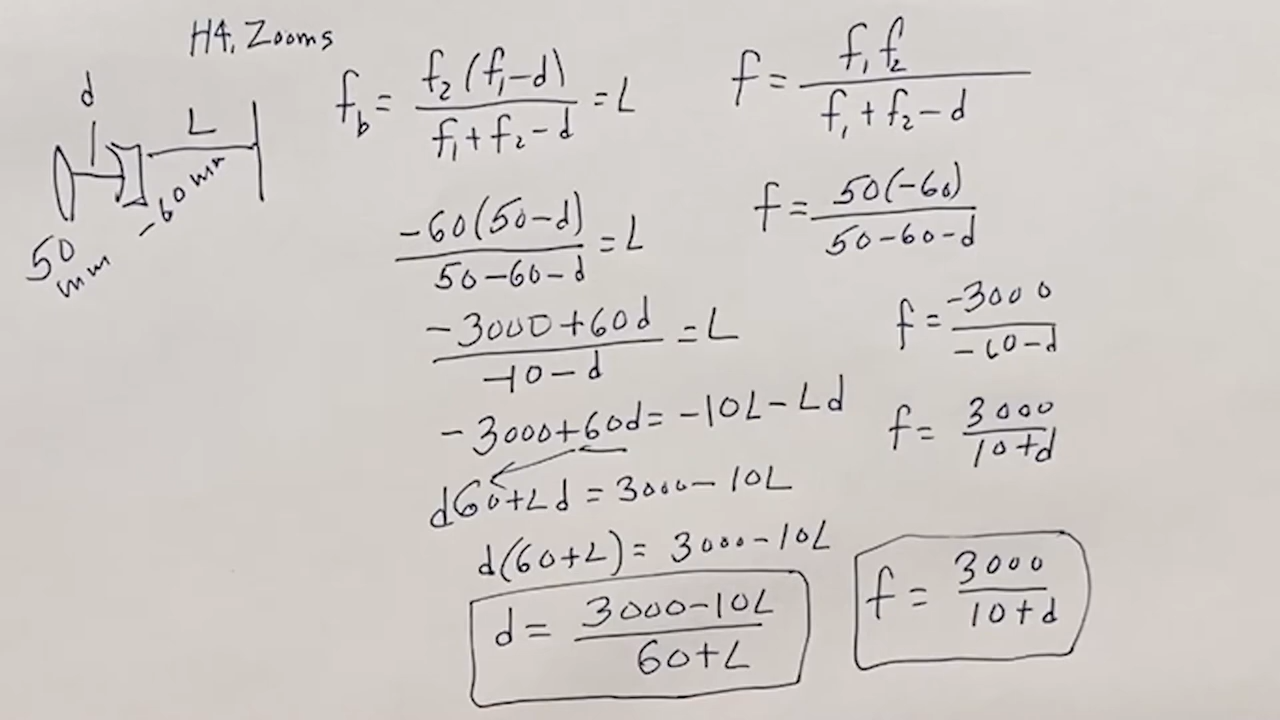 H4, Zooms
d
L
-60 mm
50
mm
f_b = f_2(f_1-d) / f_1+f_2-d = L
-60(50-d) / 50-60-d = L
-3000+60d / -10-d = L
-3000+60d = -10L-Ld
d60+Ld = 3000-10L
d(60+L) = 3000-10L
d = 3000-10L / 60+L
f = f_1 f_2 / f_1+f_2-d
f = 50(-60) / 50-60-d
f = -3000 / -10-d
f = 3000 / 10+d
f = 3000 / 10+d